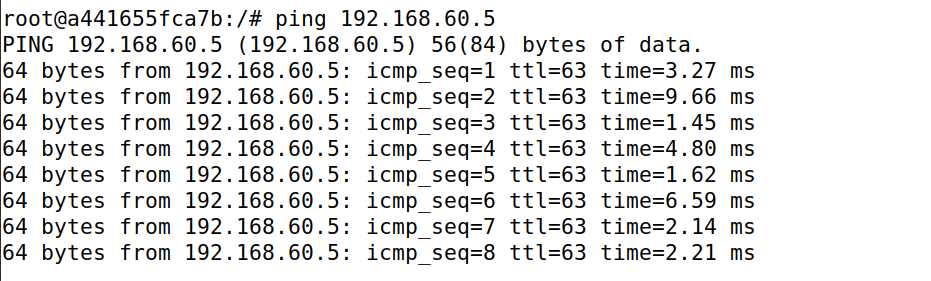 root@a441655fca7b:/# ping 192.168.60.5
PING 192.168.60.5 (192.168.60.5) 56(84) bytes of data.
64 bytes from 192.168.60.5: icmp_seq=1 ttl=63 time=3.27 ms
64 bytes from 192.168.60.5: icmp_seq=2 ttl=63 time=9.66 ms
64 bytes from 192.168.60.5: icmp_seq=3 ttl=63 time=1.45 ms
64 bytes from 192.168.60.5: icmp_seq=4 ttl=63 time=4.80 ms
64 bytes from 192.168.60.5: icmp_seq=5 ttl=63 time=1.62 ms
64 bytes from 192.168.60.5: icmp_seq=6 ttl=63 time=6.59 ms
64 bytes from 192.168.60.5: icmp_seq=7 ttl=63 time=2.14 ms
64 bytes from 192.168.60.5: icmp_seq=8 ttl=63 time=2.21 ms